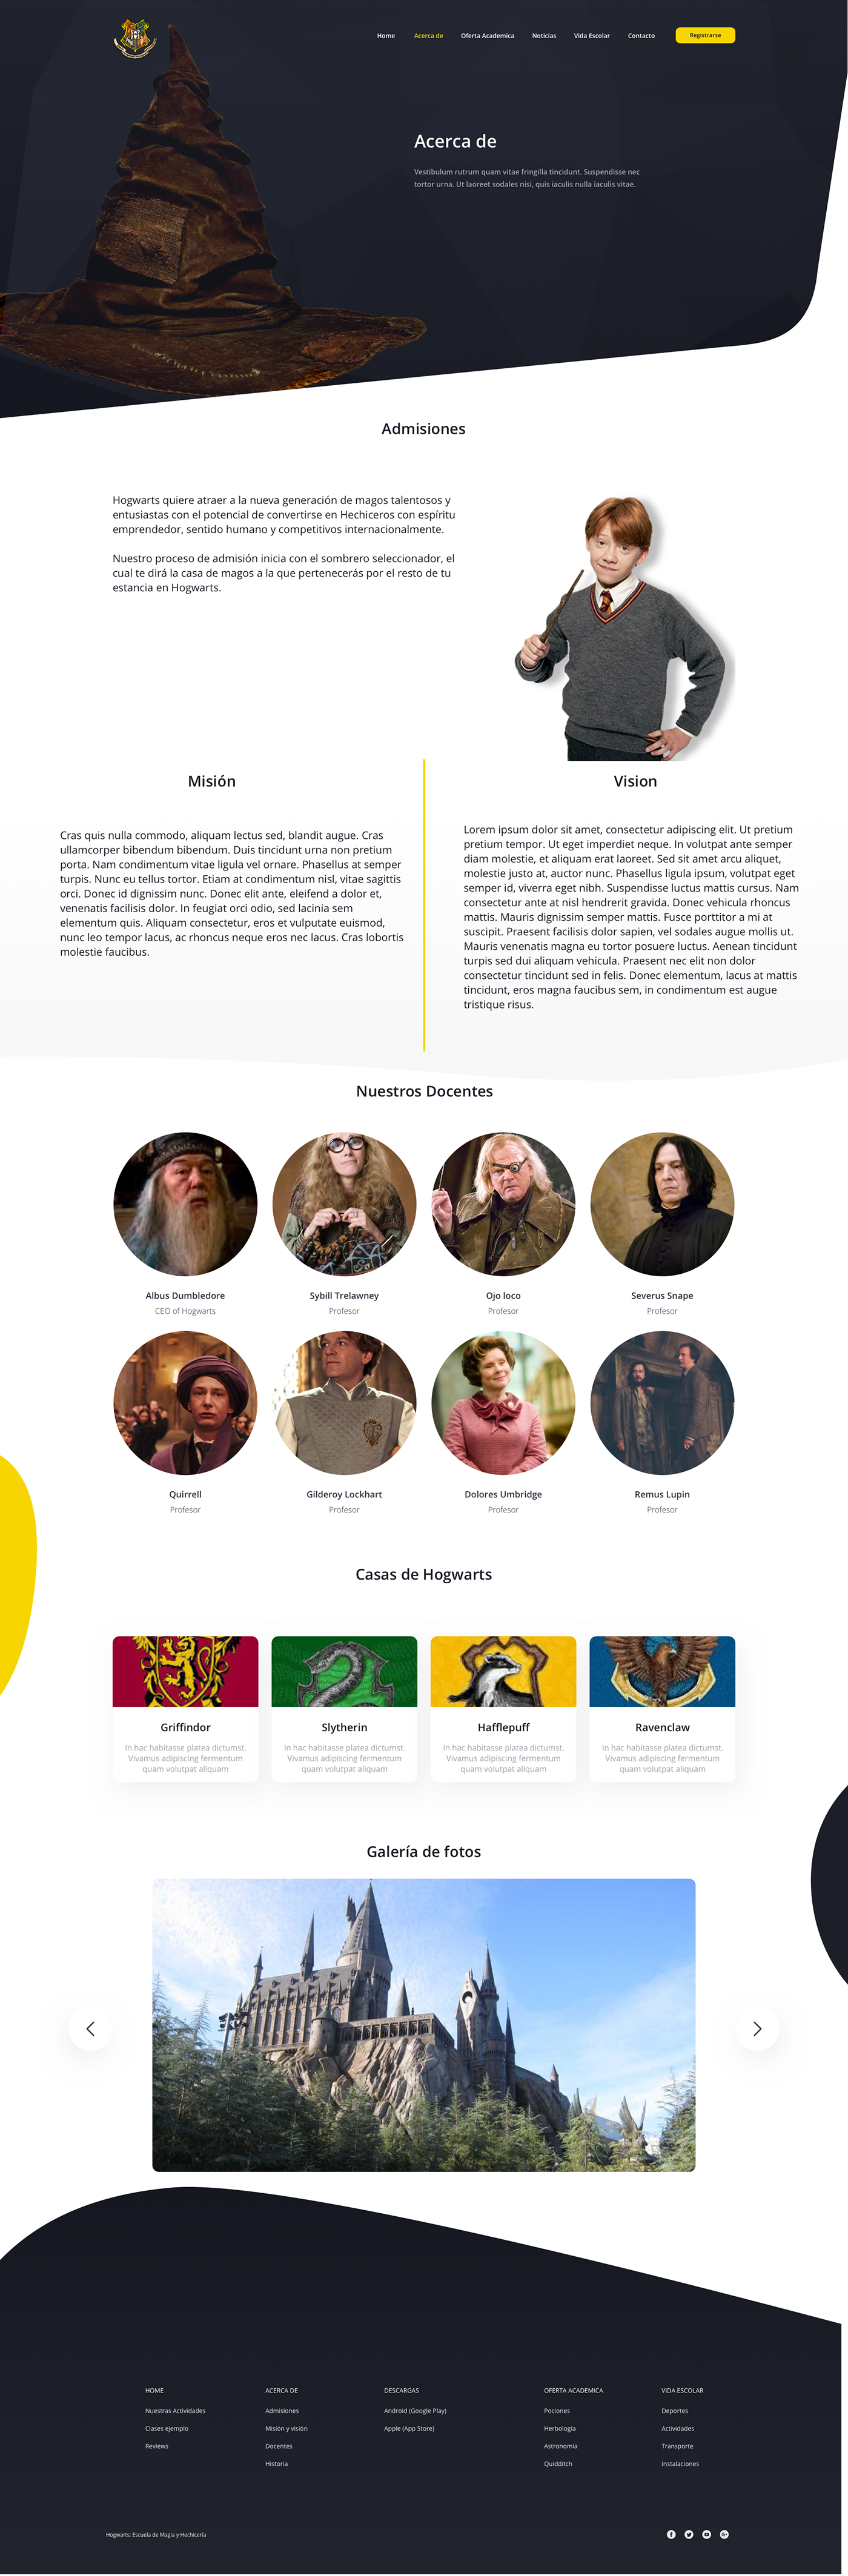 Home
Acerca de
Oferta Academica
Noticias
Vida Escolar
Contacto
Registrarse
Acerca de
Vestibulum rutrum quam vitae fringilla tincidunt. Suspendisse nec
tortor urna. Ut laoreet sodales nisi, quis iaculis nulla iaculis vitae.
Admisiones
Hogwarts quiere atraer a la nueva generación de magos talentosos y
entusiastas con el potencial de convertirse en Hechiceros con espíritu
emprendedor, sentido humano y competitivos internacionalmente.
Nuestro proceso de admisión inicia con el sombrero seleccionador, el
cual te dirá la casa de magos a la que pertenecerás por el resto de tu
estancia en Hogwarts.
Misión
Cras quis nulla commodo, aliquam lectus sed, blandit augue. Cras
ullamcorper bibendum bibendum. Duis tincidunt urna non pretium
porta. Nam condimentum vitae ligula vel ornare. Phasellus at semper
turpis. Nunc eu tellus tortor. Etiam at condimentum nisl, vitae sagittis
orci. Donec id dignissim nunc. Donec elit ante, eleifend a dolor et,
venenatis facilisis dolor. In feugiat orci odio, sed lacinia sem
elementum quis. Aliquam consectetur, eros et vulputate euismod,
nunc leo tempor lacus, ac rhoncus neque eros nec lacus. Cras lobortis
molestie faucibus.
Vision
Lorem ipsum dolor sit amet, consectetur adipiscing elit. Ut pretium
pretium tempor. Ut eget imperdiet neque. In volutpat ante semper
diam molestie, et aliquam erat laoreet. Sed sit amet arcu aliquet,
molestie justo at, auctor nunc. Phasellus ligula ipsum, volutpat eget
semper id, viverra eget nibh. Suspendisse luctus mattis cursus. Nam
consectetur ante at nisl hendrerit gravida. Donec vehicula rhoncus
mattis. Mauris dignissim semper mattis. Fusce porttitor a mi at
suscipit. Praesent facilisis dolor sapien, vel sodales augue mollis ut.
Mauris venenatis magna eu tortor posuere luctus. Aenean tincidunt
turpis sed dui aliquam vehicula. Praesent nec elit non dolor
consectetur tincidunt sed in felis. Donec elementum, lacus at mattis
tincidunt, eros magna faucibus sem, in condimentum est augue
tristique risus.
Nuestros Docentes
Albus Dumbledore
CEO of Hogwarts
Sybill Trelawney
Profesor
Ojo loco
Profesor
Severus Snape
Profesor
Quirrell
Profesor
Gilderoy Lockhart
Profesor
Dolores Umbridge
Profesor
Remus Lupin
Profesor
Casas de Hogwarts
Griffindor
In hac habitasse platea dictumst.
Vivamus adipiscing fermentum
quam volutpat aliquam
Slytherin
In hac habitasse platea dictumst.
Vivamus adipiscing fermentum
quam volutpat aliquam
Hafflepuff
In hac habitasse platea dictumst.
Vivamus adipiscing fermentum
quam volutpat aliquam
Ravenclaw
In hac habitasse platea dictumst.
Vivamus adipiscing fermentum
quam volutpat aliquam
Galería de fotos
HOME
Nuestras Actividades
Clases ejemplo
Reviews
ACERCA DE
Admisiones
Misión y visión
Docentes
Historia
DESCARGAS
Android (Google Play)
Apple (App Store)
OFERTA ACADEMICA
Pociones
Herbología
Astronomía
Quidditch
VIDA ESCOLAR
Deportes
Actividades
Transporte
Instalaciones
Hogwarts: Escuela de Magia y Hechicería